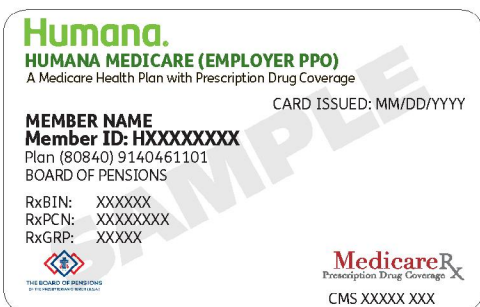 Humana.
HUMANA MEDICARE (EMPLOYER PPO)
A Medicare Health Plan with Prescription Drug Coverage
CARD ISSUED: MM/DD/YYYY
MEMBER NAME
Member ID: HXXXXXXXX
Plan (80840) 9140461101
BOARD OF PENSIONS
SAMPLE
RxBIN: XXXXXX
RxPCN: XXXXXXXX
RxGRP: XXXXX
THE BOARD OF PENSIONS
MedicareRx
Prescription Drug Coverage
CMS XXXXX XXX